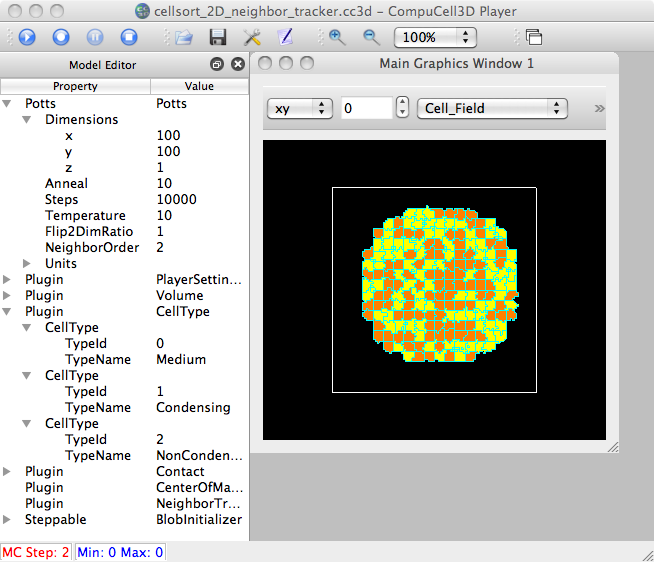 cellsort_2D_neighbor_tracker.cc3d – CompuCell3D Player
100%
Model Editor
Property Value
Potts Potts
Dimensions
x 100
y 100
z 1
Anneal 10
Steps 10000
Temperature 10
Flip2DimRatio 1
NeighborOrder 2
Units
Plugin PlayerSettin...
Plugin Volume
Plugin CellType
CellType
TypeId 0
TypeName Medium
CellType
TypeId 1
TypeName Condensing
CellType
TypeId 2
TypeName NonConden...
Plugin Contact
Plugin CenterOfMa...
Plugin NeighborTr...
Steppable BlobInitializer
Main Graphics Window 1
xy 0 Cell_Field »
MC Step: 2 Min: 0 Max: 0